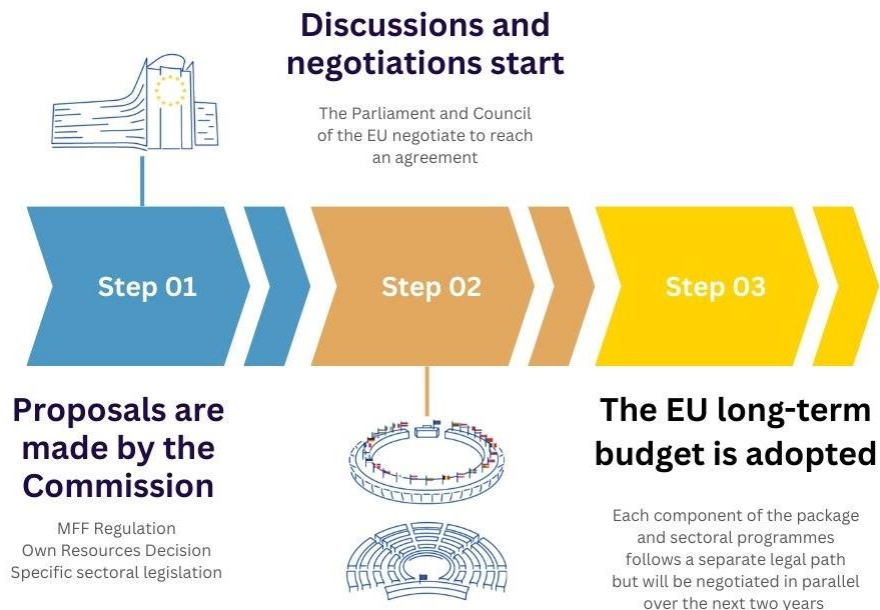 Discussions and
negotiations start
The Parliament and Council
of the EU negotiate to reach
an agreement
Step 01
Step 02
Step 03
Proposals are
made by the
Commission
MFF Regulation
Own Resources Decision
Specific sectoral legislation
The EU long-term
budget is adopted
Each component of the package
and sectoral programmes
follows a separate legal path
but will be negotiated in parallel
over the next two years